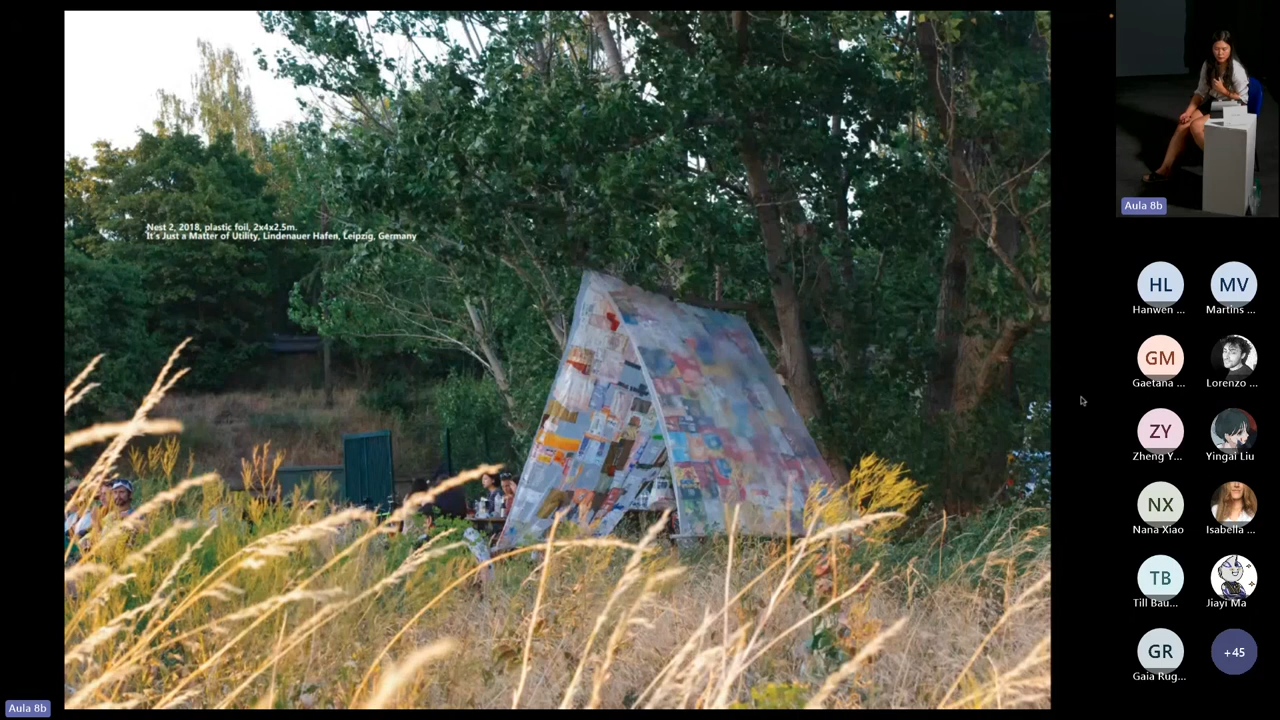 Nest 2, 2018, plastic foil, 2x4x2.5m.
It's Just a Matter of Utility, Lindenauer Hafen, Leipzig, Germany
Aula 8b
HL
Hanwen ...
MV
Martins ...
GM
Gaetana ...
Lorenzo ...
ZY
Zheng Y...
Yingai Liu
NX
Nana Xiao
Isabella ...
TB
Till Bau...
Jiayi Ma
GR
Gaia Rug...
+45
Aula 8b